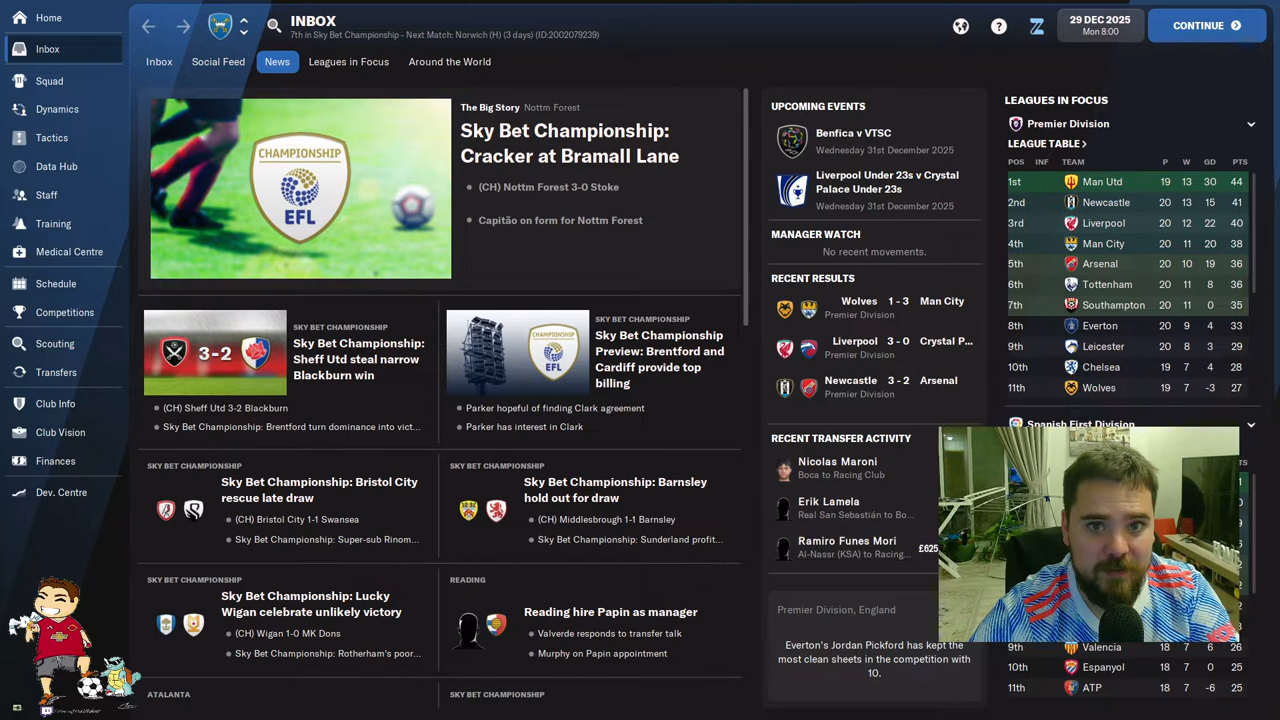 Home
INBOX
7th in Sky Bet Championship - Next Match: Norwich (H) (3 days) (ID:2002079239)
29 DEC 2025
Mon 8:00
CONTINUE
Inbox
Squad
Dynamics
Tactics
Data Hub
Staff
Training
Medical Centre
Schedule
Competitions
Scouting
Transfers
Club Info
Club Vision
Finances
Dev. Centre
Inbox
Social Feed
News
Leagues in Focus
Around the World
CHAMPIONSHIP
EFL
The Big Story Nottm Forest
Sky Bet Championship:
Cracker at Bramall Lane
(CH) Nottm Forest 3-0 Stoke
Capitão on form for Nottm Forest
3-2
SKY BET CHAMPIONSHIP
Sky Bet Championship:
Sheff Utd steal narrow
Blackburn win
(CH) Sheff Utd 3-2 Blackburn
Sky Bet Championship: Brentford turn dominance into vict...
CHAMPIONSHIP
EFL
SKY BET CHAMPIONSHIP
Sky Bet Championship
Preview: Brentford and
Cardiff provide top
billing
Parker hopeful of finding Clark agreement
Parker has interest in Clark
SKY BET CHAMPIONSHIP
Sky Bet Championship: Bristol City
rescue late draw
(CH) Bristol City 1-1 Swansea
Sky Bet Championship: Super-sub Rinom...
SKY BET CHAMPIONSHIP
Sky Bet Championship: Barnsley
hold out for draw
(CH) Middlesbrough 1-1 Barnsley
Sky Bet Championship: Sunderland profit...
SKY BET CHAMPIONSHIP
Sky Bet Championship: Lucky
Wigan celebrate unlikely victory
(CH) Wigan 1-0 MK Dons
Sky Bet Championship: Rotherham's poor...
READING
Reading hire Papin as manager
Valverde responds to transfer talk
Murphy on Papin appointment
ATALANTA
SKY BET CHAMPIONSHIP
UPCOMING EVENTS
Benfica v VTSC
Wednesday 31st December 2025
Liverpool Under 23s v Crystal
Palace Under 23s
Wednesday 31st December 2025
MANAGER WATCH
No recent movements.
RECENT RESULTS
Wolves 1 - 3 Man City
Premier Division
Liverpool 3 - 0 Crystal P...
Premier Division
Newcastle 3 - 2 Arsenal
Premier Division
RECENT TRANSFER ACTIVITY
Nicolas Maroni
Boca to Racing Club
Erik Lamela
Real San Sebastián to Bo...
Ramiro Funes Mori
Al-Nassr (KSA) to Racing...
£625
Premier Division, England
Everton's Jordan Pickford has kept the
most clean sheets in the competition with
10.
LEAGUES IN FOCUS
Premier Division
LEAGUE TABLE
POS INF TEAM P W GD PTS
1st Man Utd 19 13 30 44
2nd Newcastle 20 13 15 41
3rd Liverpool 20 12 22 40
4th Man City 20 11 20 38
5th Arsenal 20 10 19 36
6th Tottenham 20 11 8 36
7th Southampton 20 11 0 35
8th Everton 20 9 4 33
9th Leicester 20 8 3 29
10th Chelsea 19 7 4 28
11th Wolves 19 7 -3 27
Spanish First Division
9th Valencia 18 7 6 26
10th Espanyol 18 7 0 25
11th ATP 18 7 -6 25